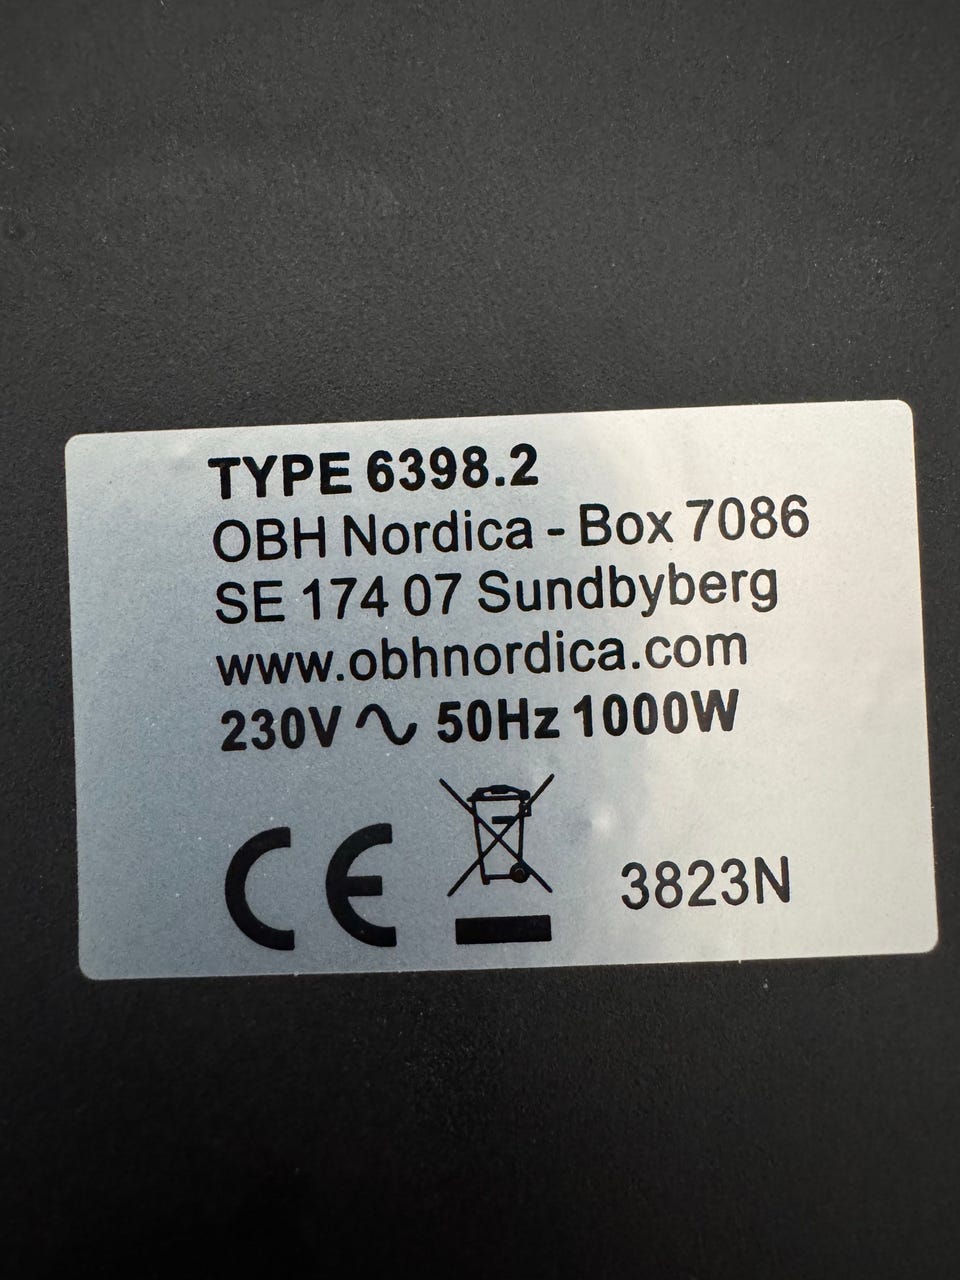 TYPE 6398.2
OBH Nordica - Box 7086
SE 174 07 Sundbyberg
www.obhnordica.com
230V ∿ 50Hz 1000W
CE
3823N